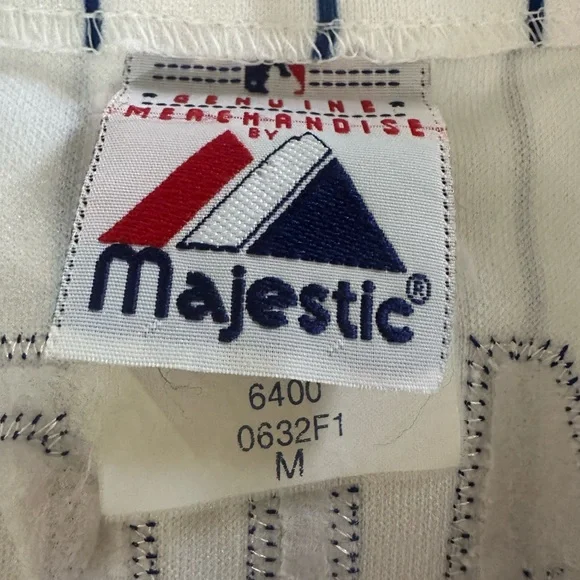 GENUINE
MERCHANDISE
BY
Majestic®
6400
0632F1
M